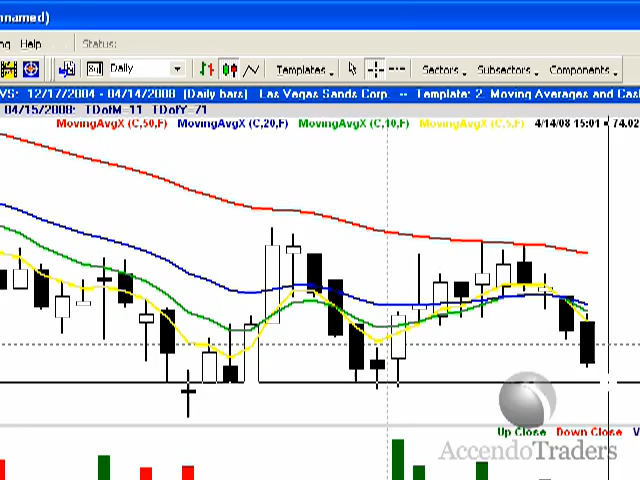 nnamed)
ng Help Status:
Daily Templates Sectors Subsectors Components
VS: 12/17/2004 - 04/14/2008 (Daily bars) Las Vegas Sands Corp. -- Template: 2. Moving Averages and Cas
04/15/2008: TDofM=11 TDofY=71
MovingAvgX (C,50,F) MovingAvgX (C,20,F) MovingAvgX (C,10,F) MovingAvgX (C,5,F) 4/14/08 15:01 74.02
Up Close Down Close V
AccendoTraders